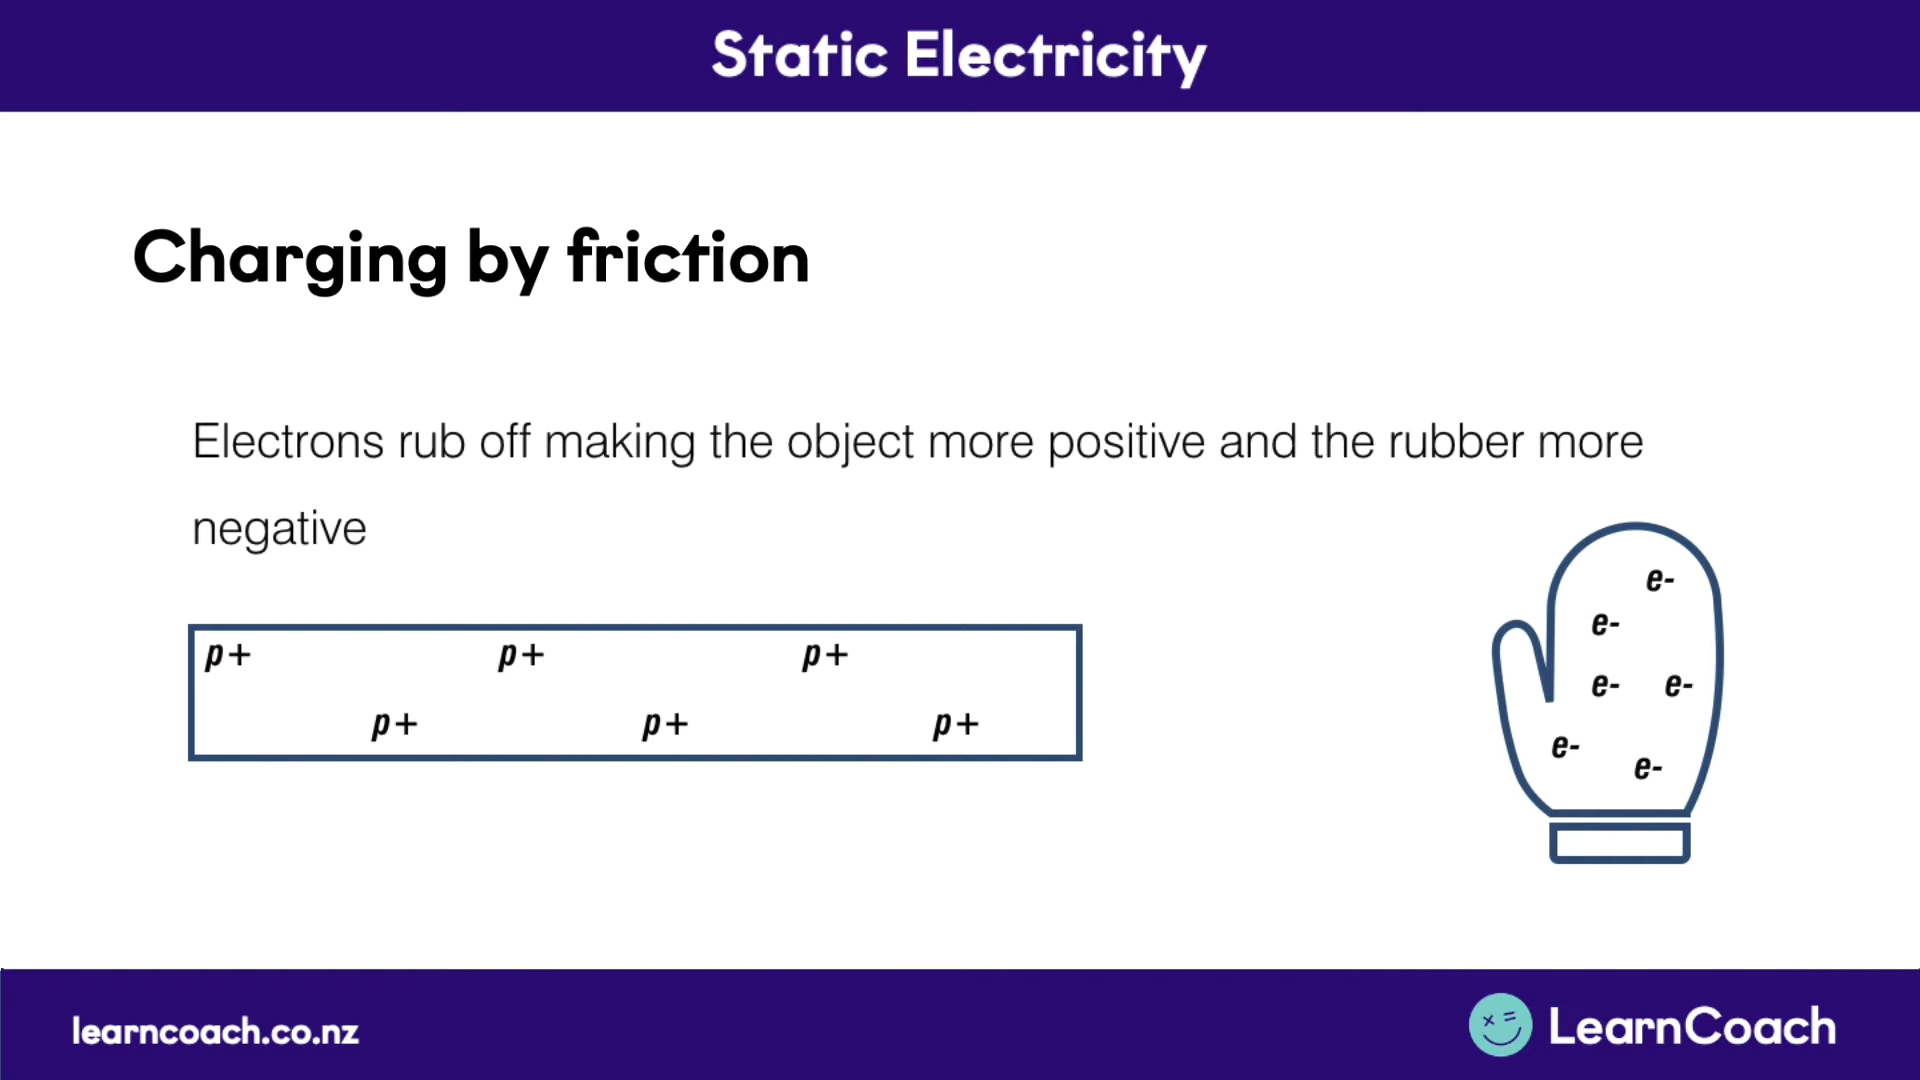 Static Electricity
Charging by friction
Electrons rub off making the object more positive and the rubber more
negative
p+ p+ p+
p+ p+ p+
e-
e-
e- e-
e-
e-
learncoach.co.nz
LearnCoach